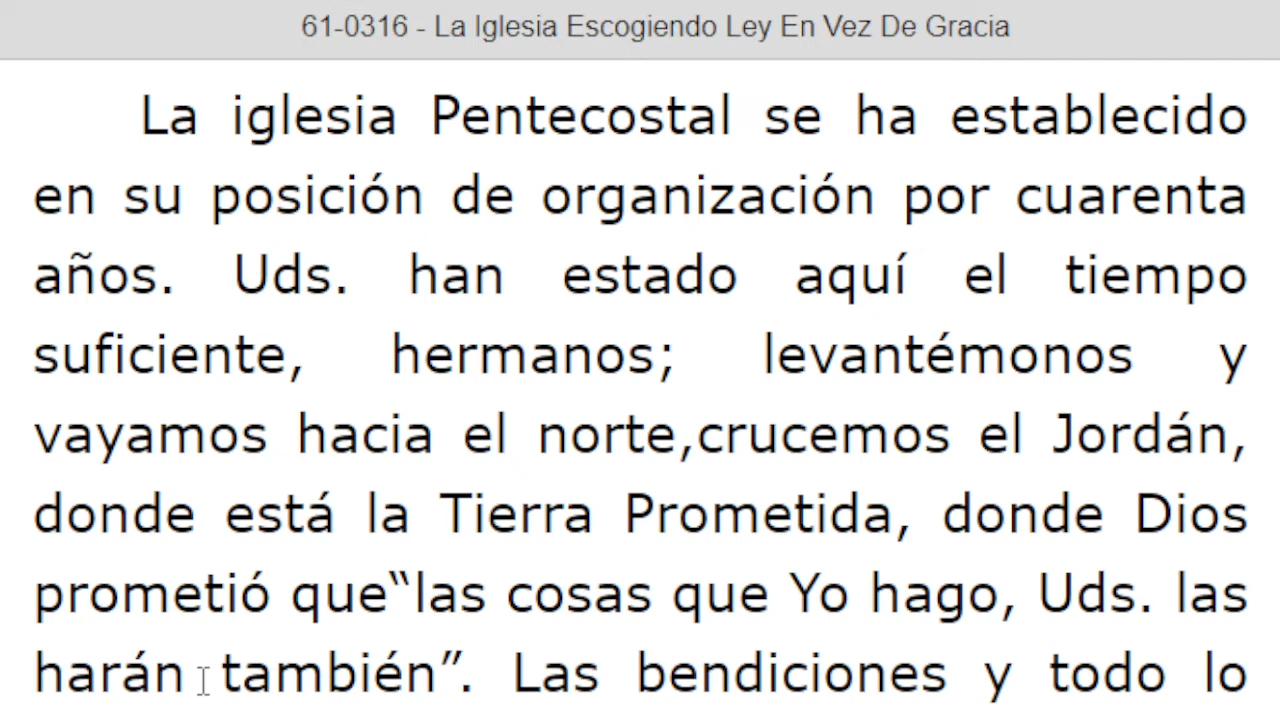 61-0316 - La Iglesia Escogiendo Ley En Vez De Gracia
La iglesia Pentecostal se ha establecido
en su posición de organización por cuarenta
años. Uds. han estado aquí el tiempo
suficiente, hermanos; levantémonos y
vayamos hacia el norte,crucemos el Jordán,
donde está la Tierra Prometida, donde Dios
prometió que“las cosas que Yo hago, Uds. las
harán también”. Las bendiciones y todo lo